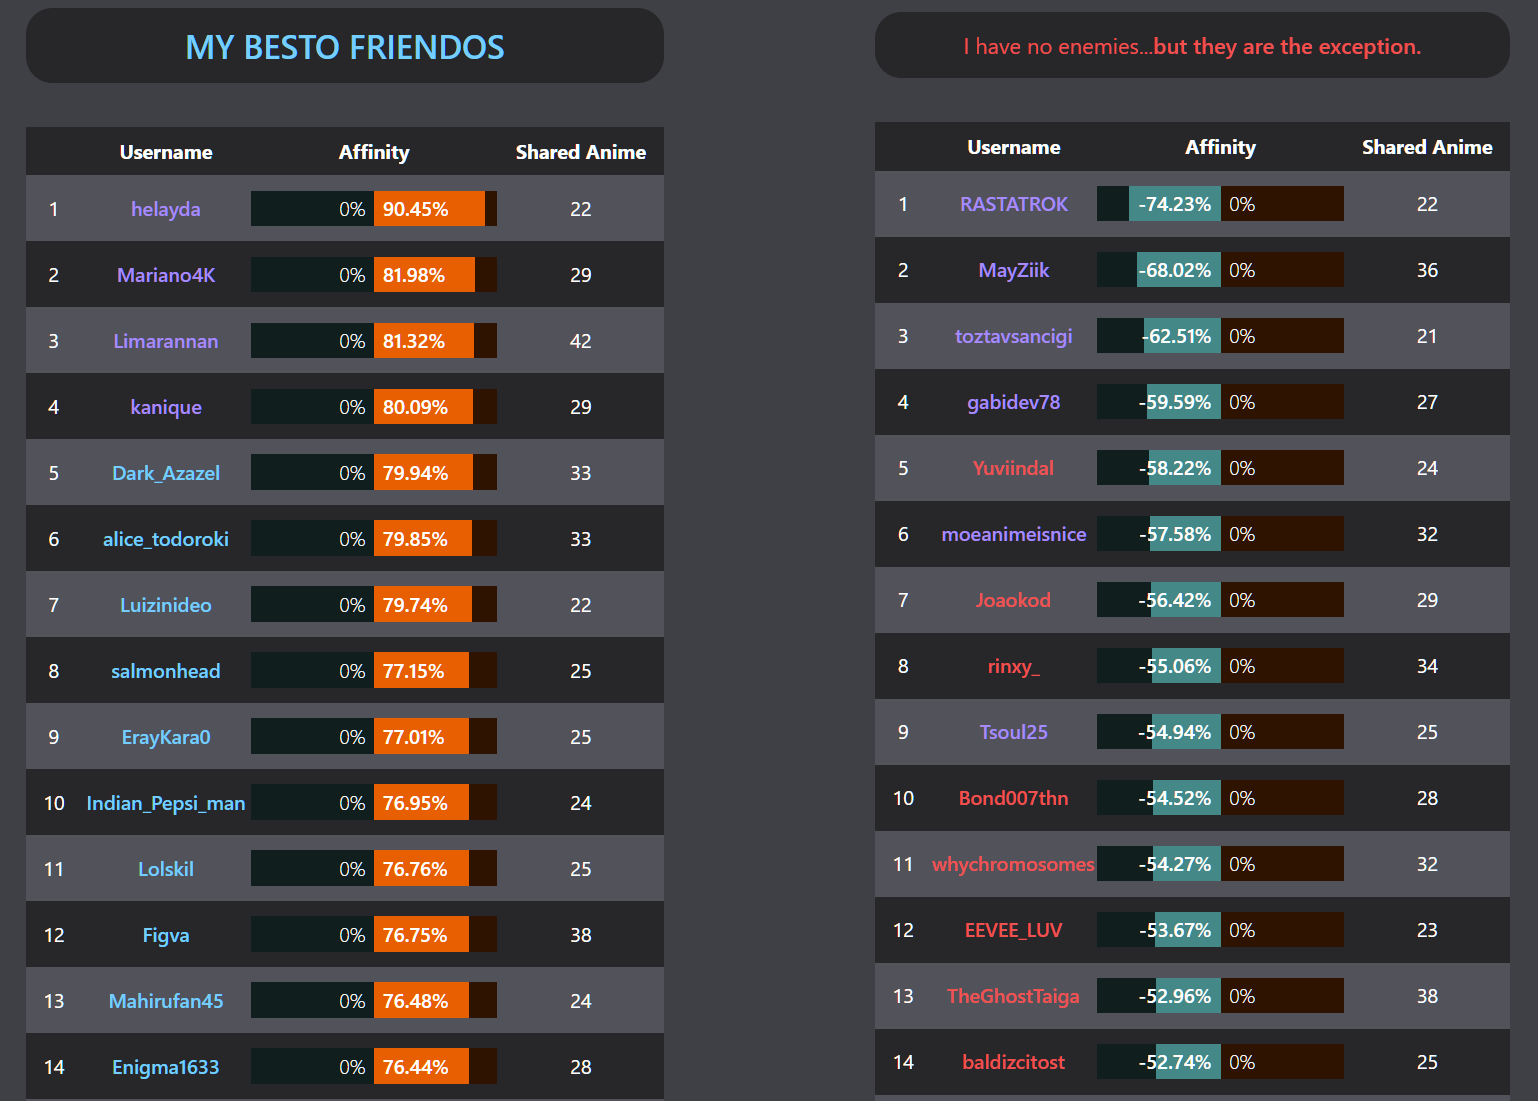 MY BESTO FRIENDOS
Username Affinity Shared Anime
1 helayda 0% 90.45% 22
2 Mariano4K 0% 81.98% 29
3 Limarannan 0% 81.32% 42
4 kanique 0% 80.09% 29
5 Dark_Azazel 0% 79.94% 33
6 alice_todoroki 0% 79.85% 33
7 Luizinideo 0% 79.74% 22
8 salmonhead 0% 77.15% 25
9 ErayKara0 0% 77.01% 25
10 Indian_Pepsi_man 0% 76.95% 24
11 Lolskil 0% 76.76% 25
12 Figva 0% 76.75% 38
13 Mahirufan45 0% 76.48% 24
14 Enigma1633 0% 76.44% 28
I have no enemies...but they are the exception.
Username Affinity Shared Anime
1 RASTATROK -74.23% 0% 22
2 MayZiik -68.02% 0% 36
3 toztavsancigi -62.51% 0% 21
4 gabidev78 -59.59% 0% 27
5 Yuviindal -58.22% 0% 24
6 moeanimeisnice -57.58% 0% 32
7 Joaokod -56.42% 0% 29
8 rinxy_ -55.06% 0% 34
9 Tsoul25 -54.94% 0% 25
10 Bond007thn -54.52% 0% 28
11 whychromosomes -54.27% 0% 32
12 EEVEE_LUV -53.67% 0% 23
13 TheGhostTaiga -52.96% 0% 38
14 baldizcitost -52.74% 0% 25